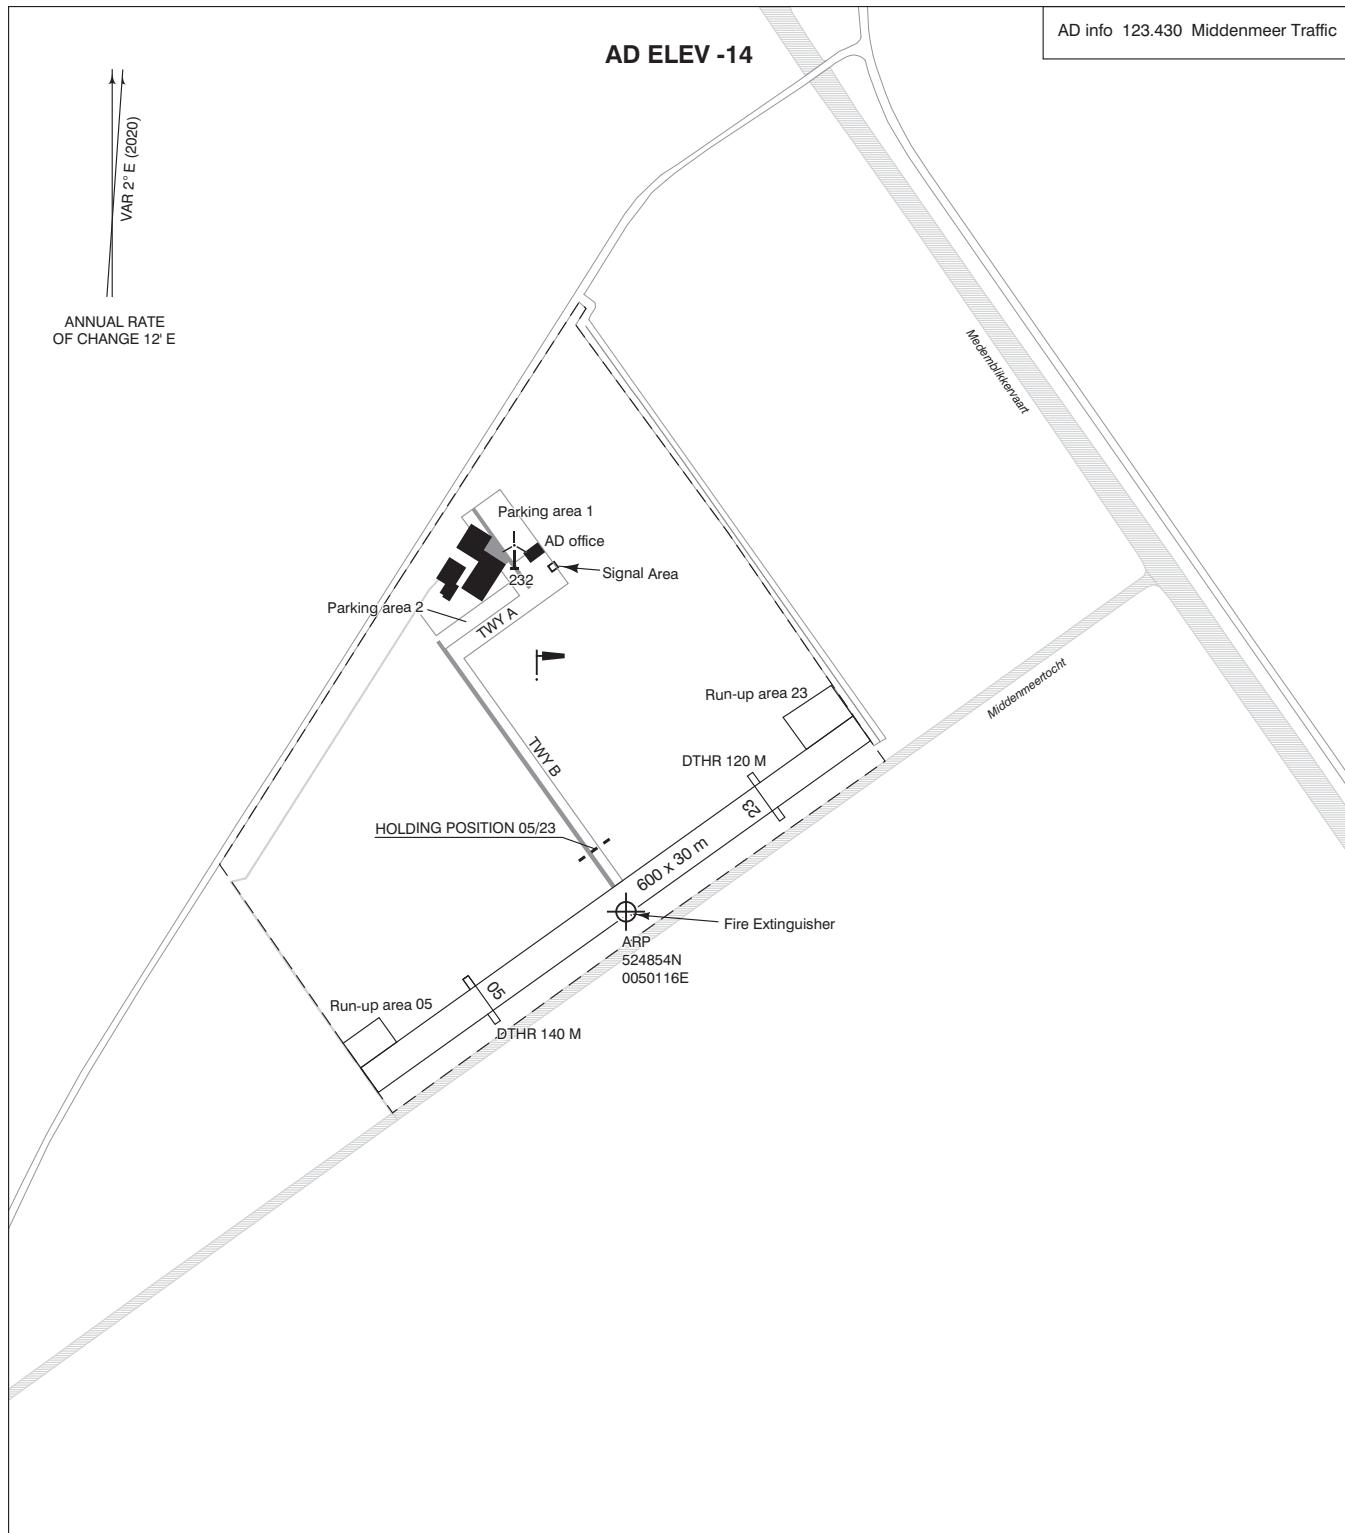 AD info 123.430 Middenmeer Traffic
AD ELEV -14
VAR 2° E (2020)
ANNUAL RATE
OF CHANGE 12' E
Medemblikkervaart
Parking area 1
AD office
Signal Area
232
Parking area 2
TWY A
Middenmeertocht
Run-up area 23
TWY B
DTHR 120 M
23
HOLDING POSITION 05/23
600 x 30 m
Fire Extinguisher
ARP
524854N
0050116E
05
Run-up area 05
DTHR 140 M